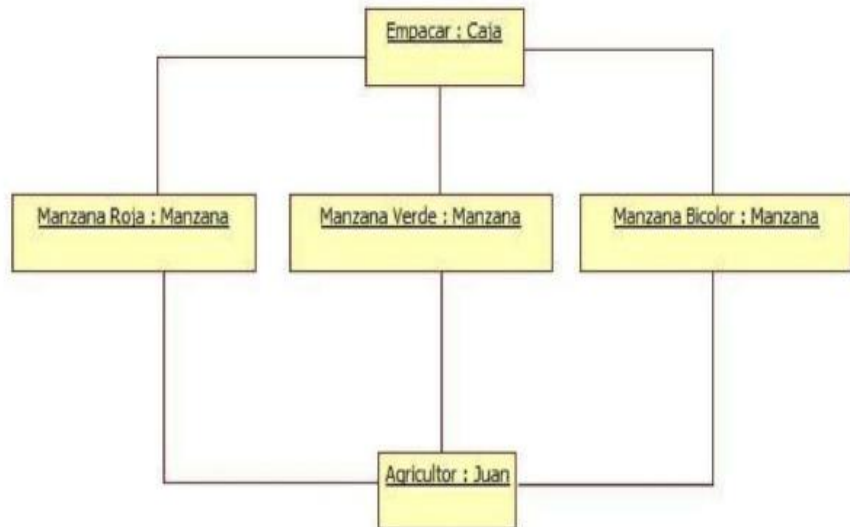 Empacar : Caja
Manzana Roja : Manzana
Manzana Verde : Manzana
Manzana Bicolor : Manzana
Agricultor : Juan